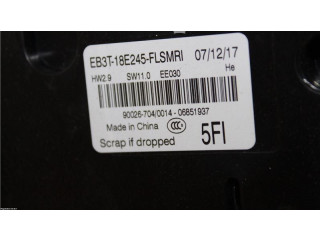 EB3T-18E245-FLSMRI 07/12/17
HW2.9 SW11.0 EE030 He
90026-704/0014 - 06851937
Made in China CCC
Scrap if dropped 5FI